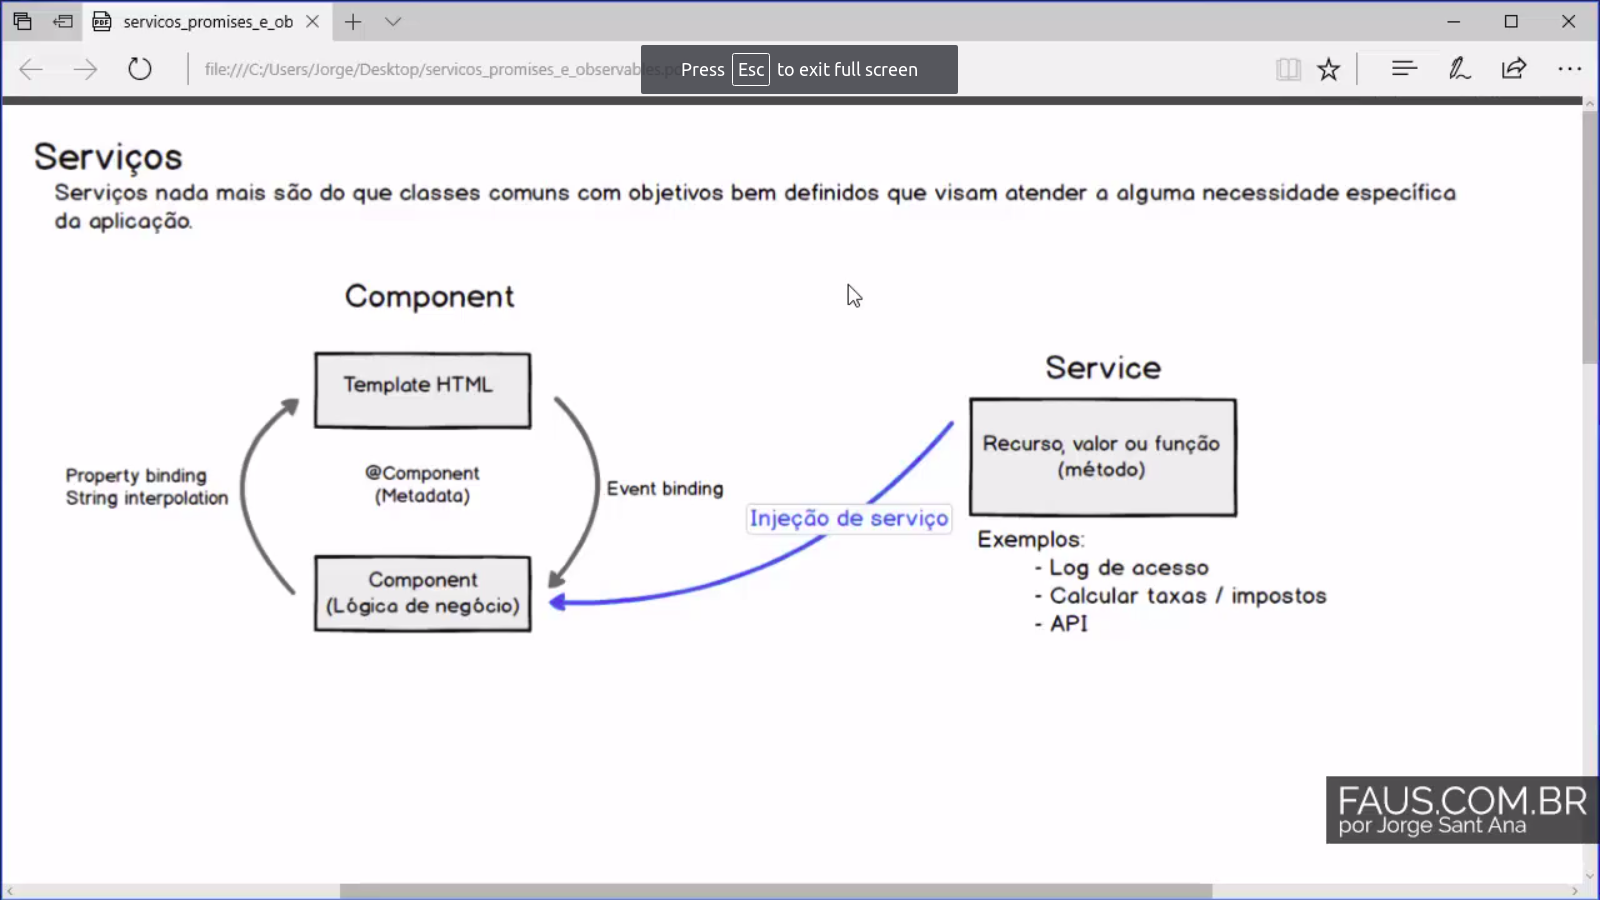 servicos_promises_e_ob
file:///C:/Users/Jorge/Desktop/servicos_promises_e_observables.pdf
Press Esc to exit full screen
Serviços
Serviços nada mais são do que classes comuns com objetivos bem definidos que visam atender a alguma necessidade específica
da aplicação.
Component
Template HTML
Property binding
String interpolation
@Component
(Metadata)
Event binding
Component
(Lógica de negócio)
Injeção de serviço
Service
Recurso, valor ou função
(método)
Exemplos:
- Log de acesso
- Calcular taxas / impostos
- API
FAUS.COM.BR
por Jorge Sant Ana